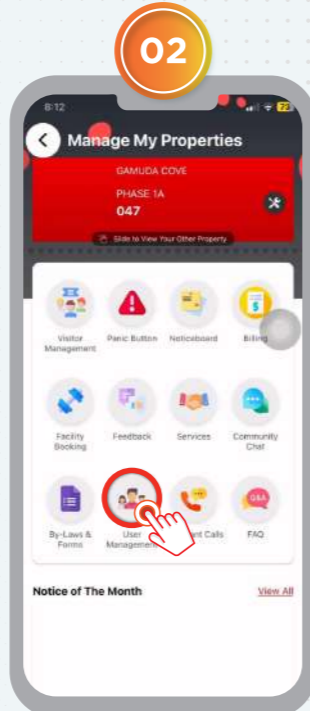 02
8:12
73
Manage My Properties
GAMUDA COVE
PHASE 1A
047
Slide to View Your Other Property
Visitor Management
Panic Button
Noticeboard
Billing
Facility Booking
Feedback
Services
Community Chat
By-Laws & Forms
User Management
Calls
FAQ
Q&A
Notice of The Month
View All